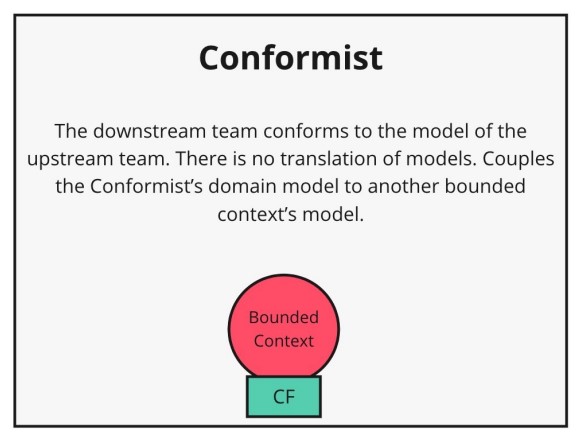 Conformist
The downstream team conforms to the model of the
upstream team. There is no translation of models. Couples
the Conformist’s domain model to another bounded
context’s model.
Bounded
Context
CF